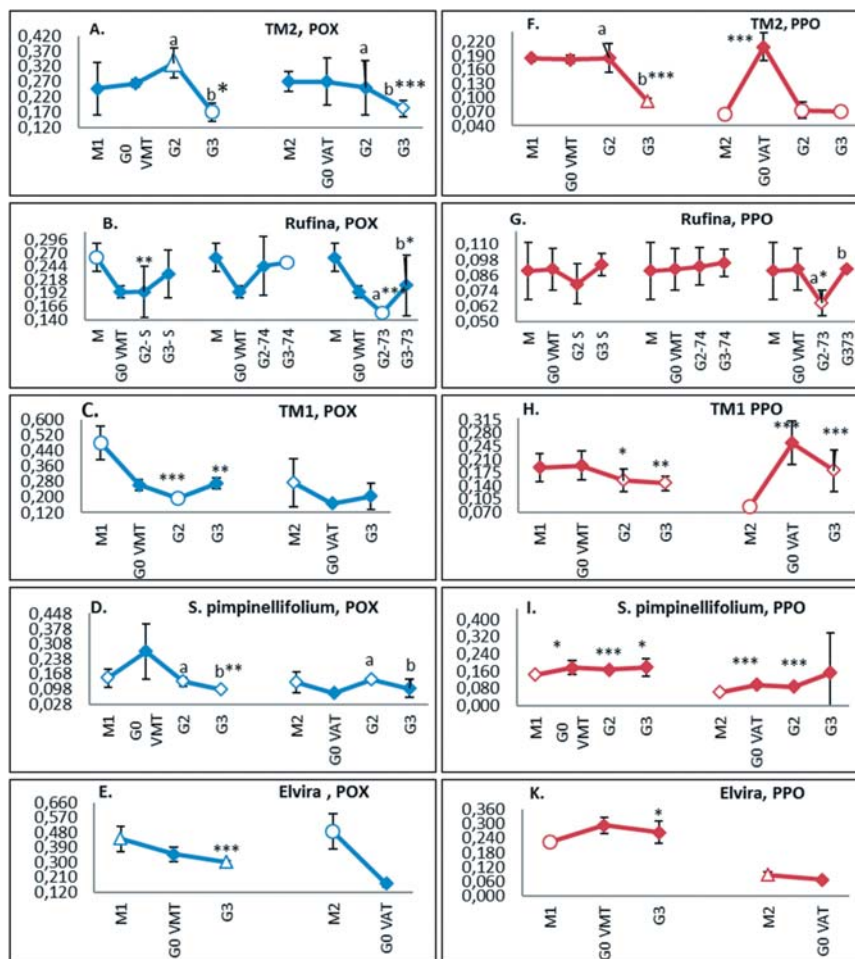 A. TM2, POX
0,420
0,370
0,320
0,270
0,220
0,170
0,120
a
b*
a
b***
M1
G0 VMT
G2
G3
M2
G0 VAT
G2
G3
F. TM2, PPO
0,220
0,190
0,160
0,130
0,100
0,070
0,040
a
b***
***
M1
G0 VMT
G2
G3
M2
G0 VAT
G2
G3
B. Rufina, POX
0,296
0,270
0,244
0,218
0,192
0,166
0,140
**
a**
b*
M
G0 VMT
G2- S
G3- S
M
G0 VMT
G2-74
G3-74
M
G0 VMT
G2-73
G3-73
G. Rufina, PPO
0,110
0,098
0,086
0,074
0,062
0,050
a*
b
M
G0 VMT
G2 S
G3 S
M
G0 VMT
G2-74
G3-74
M
G0 VMT
G2-73
G373
C. TM1, POX
0,600
0,520
0,440
0,360
0,280
0,200
0,120
***
**
M1
G0 VMT
G2
G3
M2
G0 VAT
G3
H. TM1 PPO
0,315
0,280
0,245
0,210
0,175
0,140
0,105
0,070
*
**
***
***
M1
G0 VMT
G2
G3
M2
G0 VAT
G3
D. S. pimpinellifolium, POX
0,448
0,378
0,308
0,238
0,168
0,098
0,028
a
b**
a
b
M1
G0 VMT
G2
G3
M2
G0 VAT
G2
G3
I. S. pimpinellifolium, PPO
0,400
0,320
0,240
0,160
0,080
0,000
*
***
*
***
***
M1
G0 VMT
G2
G3
M2
G0 VAT
G2
G3
E. Elvira , POX
0,660
0,570
0,480
0,390
0,300
0,210
0,120
***
M1
G0 VMT
G3
M2
G0 VAT
K. Elvira, PPO
0,360
0,300
0,240
0,180
0,120
0,060
0,000
*
M1
G0 VMT
G3
M2
G0 VAT